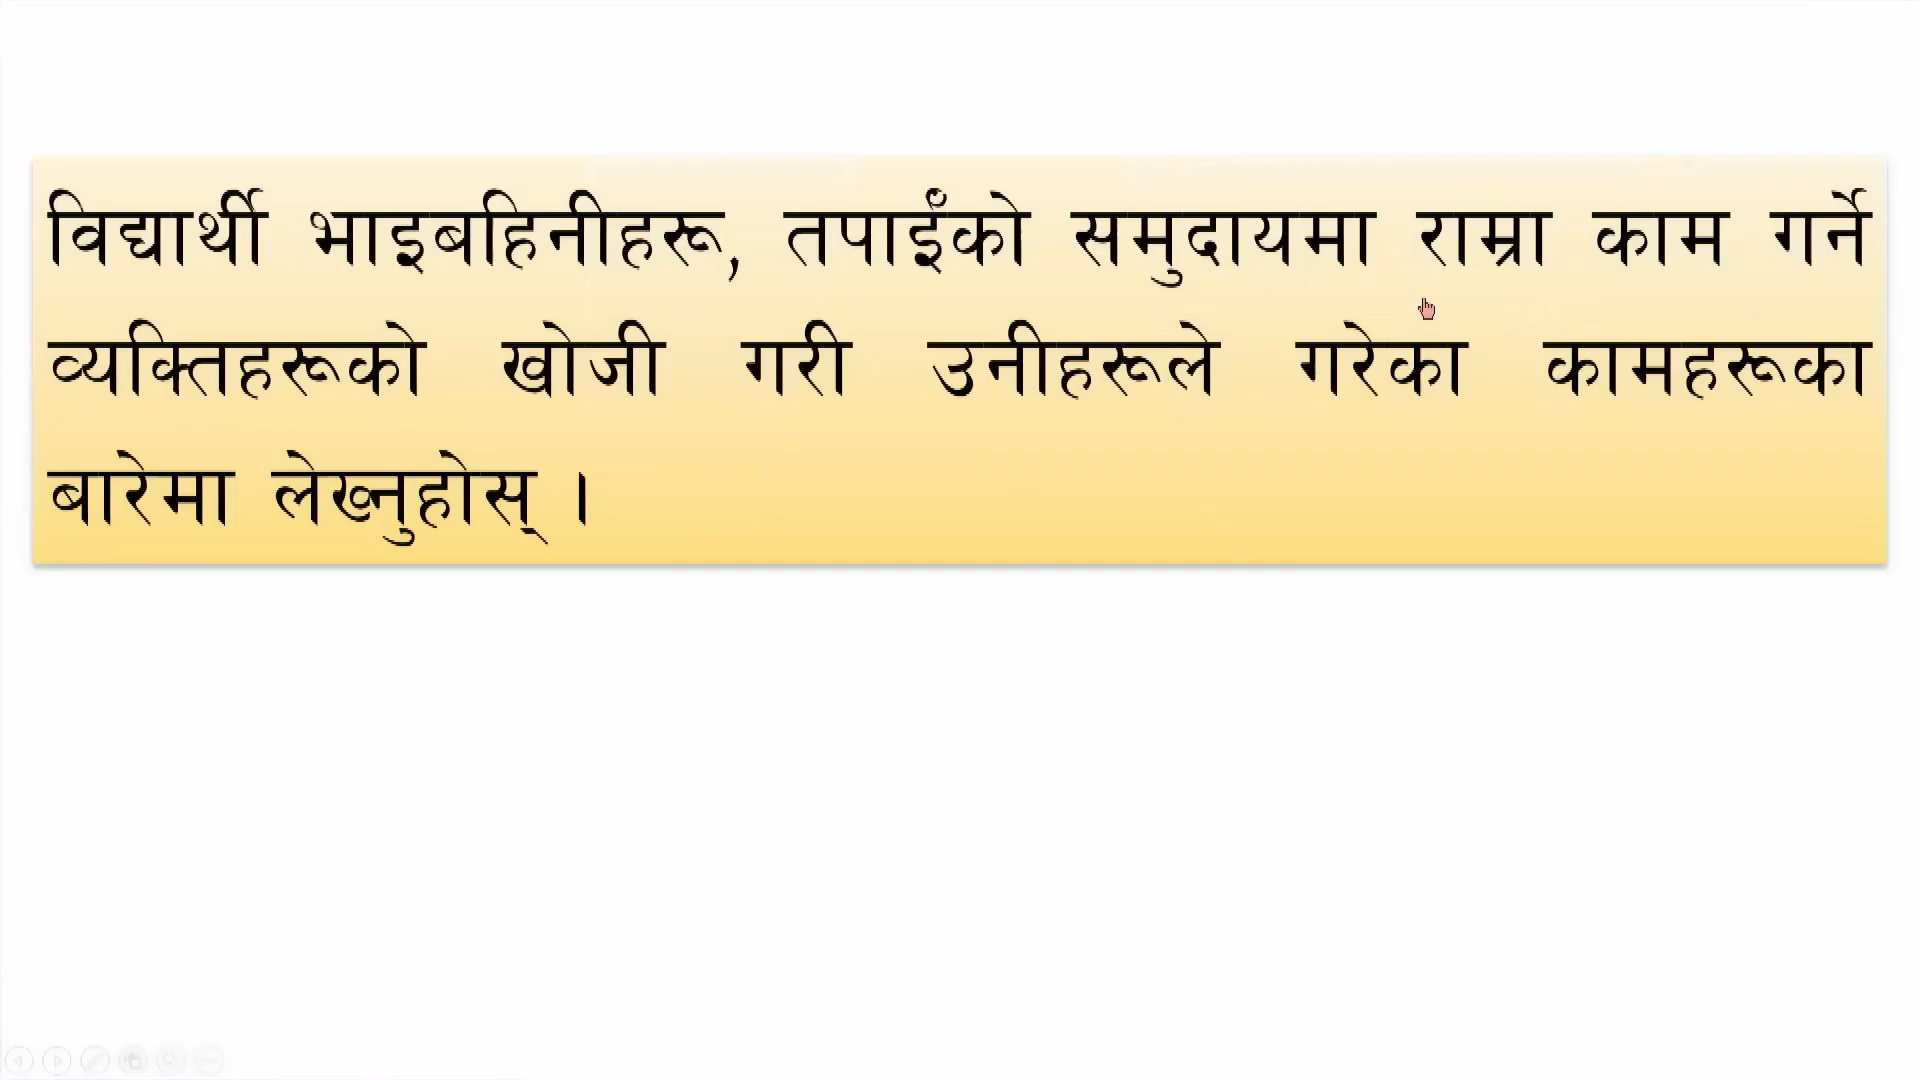 विद्यार्थी भाइबहिनीहरू, तपाईँको समुदायमा राम्रा काम गर्ने
व्यक्तिहरूको खोजी गरी उनीहरूले गरेका कामहरूका
बारेमा लेख्नुहोस् ।